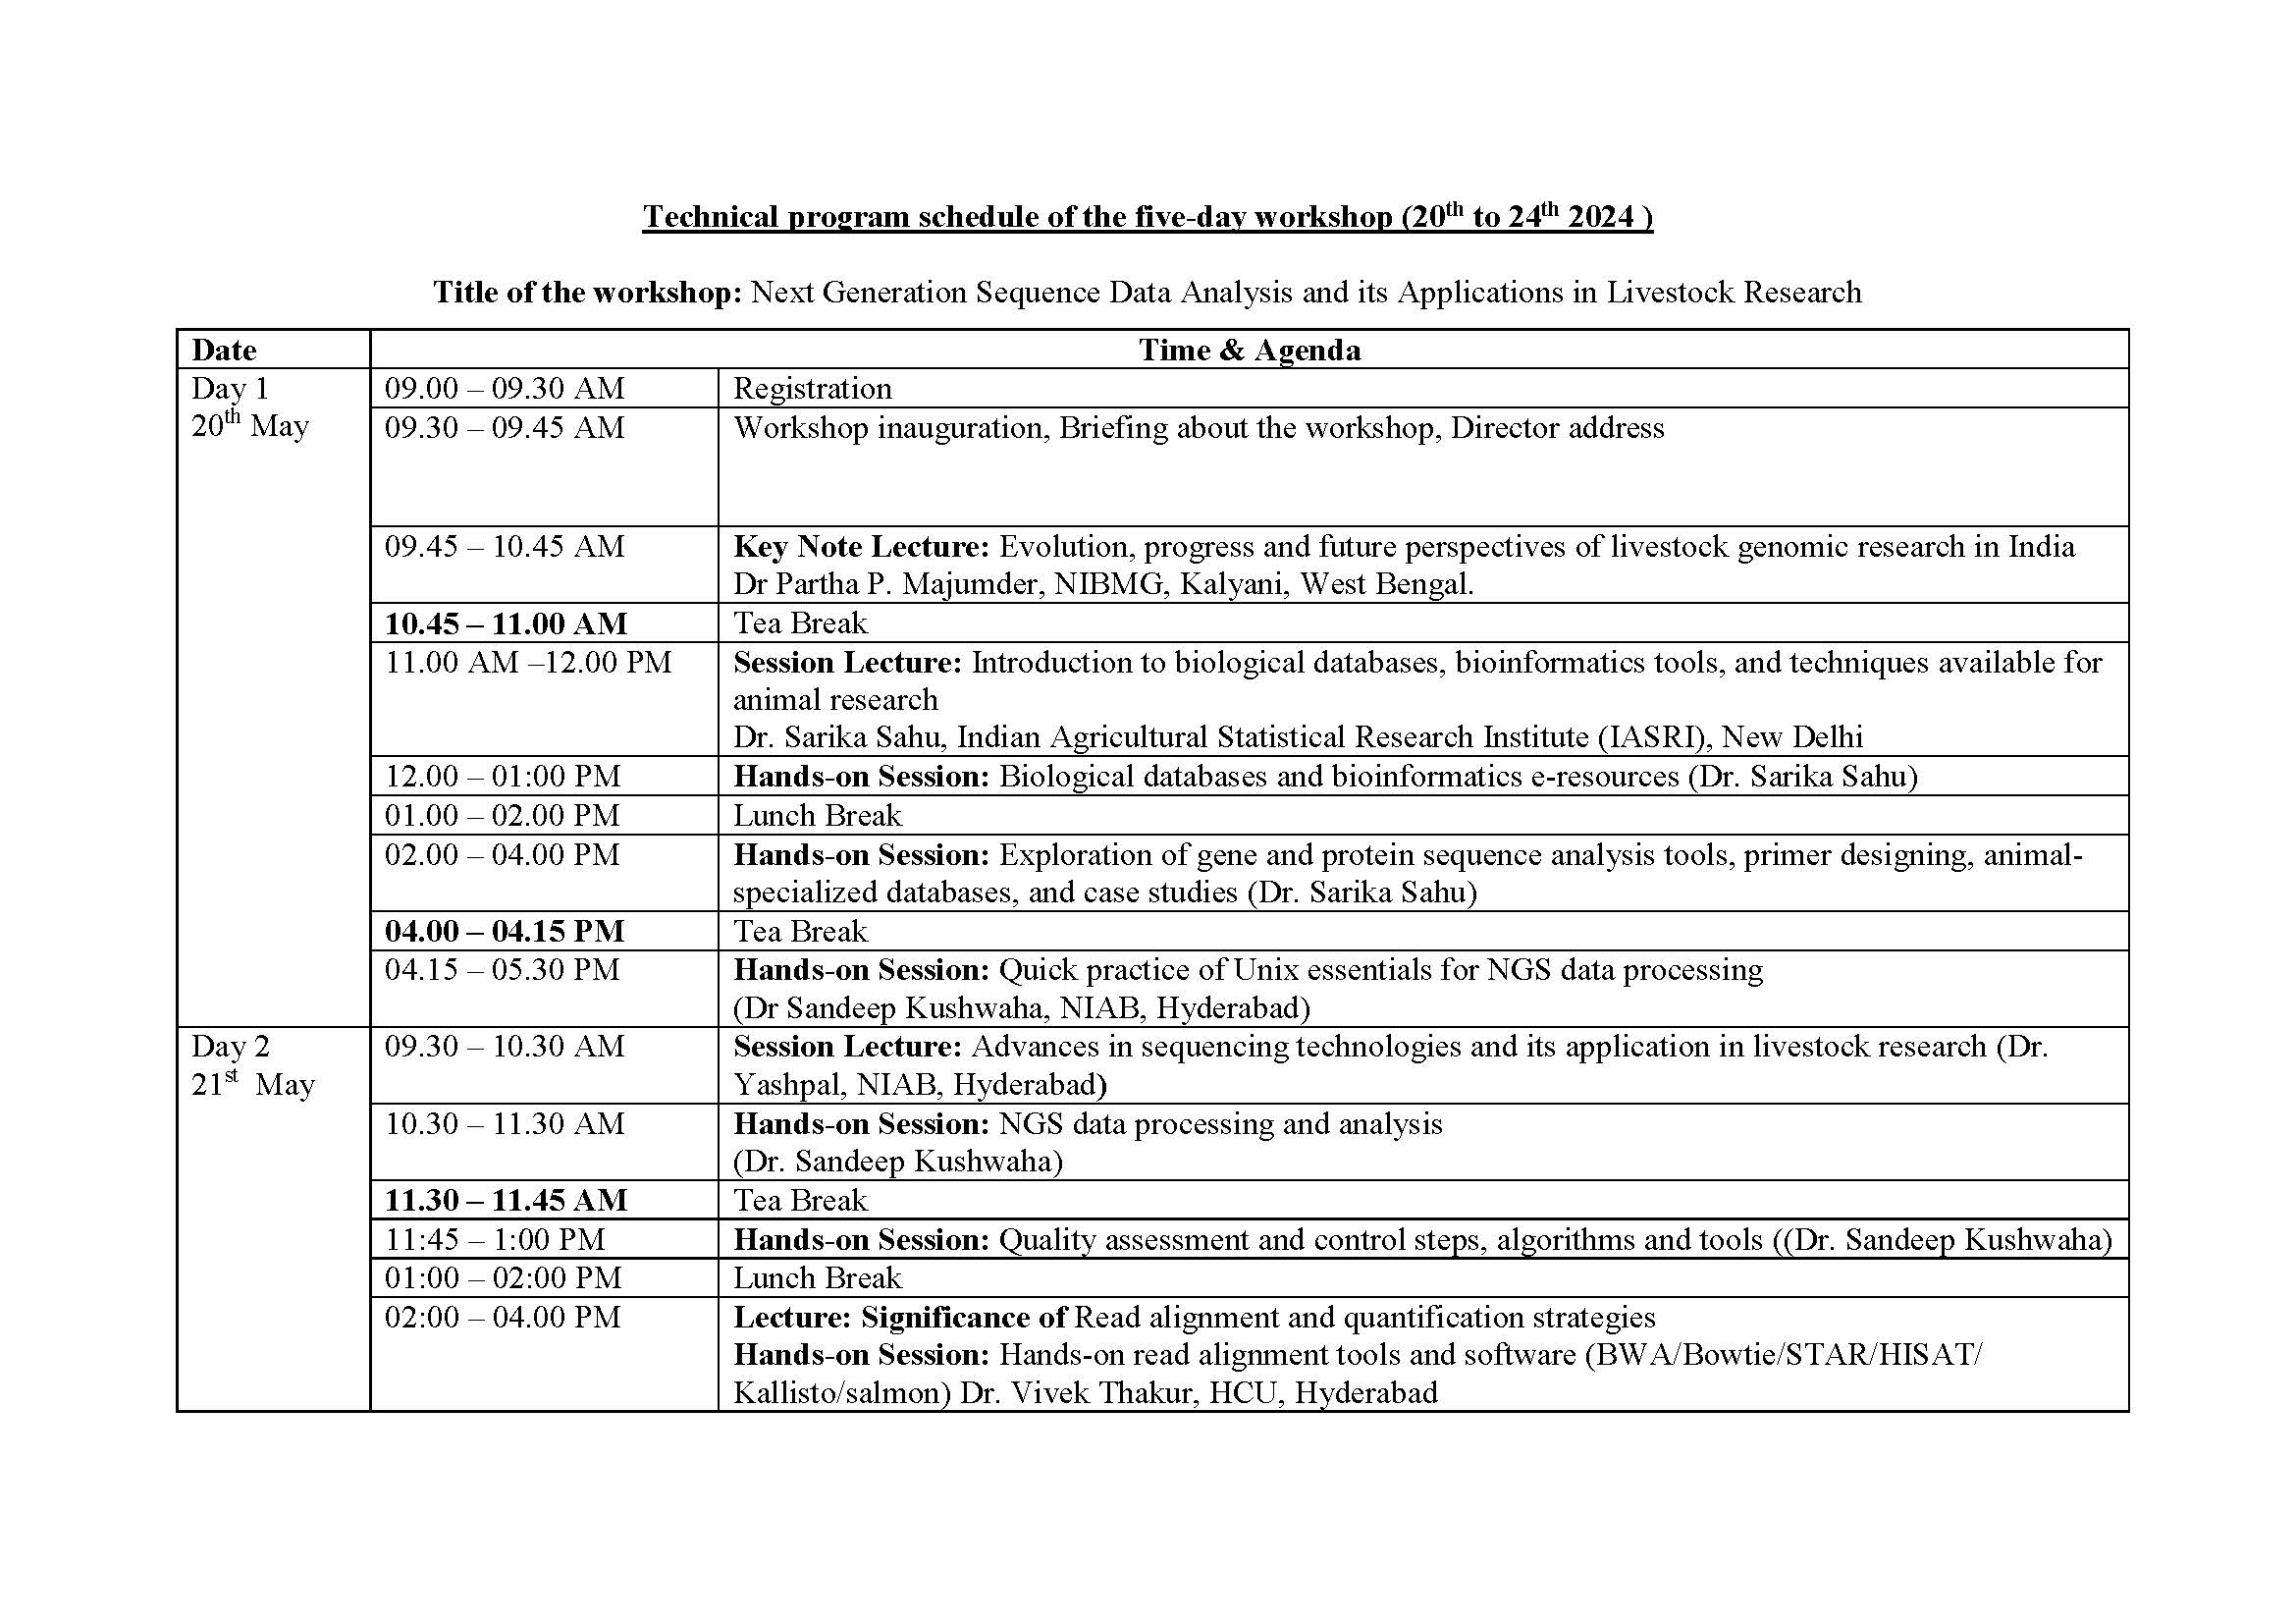 Technical program schedule of the five-day workshop (20th to 24th 2024 )
Title of the workshop: Next Generation Sequence Data Analysis and its Applications in Livestock Research
Date
Time & Agenda
Day 1
20th May
09.00 – 09.30 AM
Registration
09.30 – 09.45 AM
Workshop inauguration, Briefing about the workshop, Director address
09.45 – 10.45 AM
Key Note Lecture: Evolution, progress and future perspectives of livestock genomic research in India
Dr Partha P. Majumder, NIBMG, Kalyani, West Bengal.
10.45 – 11.00 AM
Tea Break
11.00 AM –12.00 PM
Session Lecture: Introduction to biological databases, bioinformatics tools, and techniques available for
animal research
Dr. Sarika Sahu, Indian Agricultural Statistical Research Institute (IASRI), New Delhi
12.00 – 01:00 PM
Hands-on Session: Biological databases and bioinformatics e-resources (Dr. Sarika Sahu)
01.00 – 02.00 PM
Lunch Break
02.00 – 04.00 PM
Hands-on Session: Exploration of gene and protein sequence analysis tools, primer designing, animal-
specialized databases, and case studies (Dr. Sarika Sahu)
04.00 – 04.15 PM
Tea Break
04.15 – 05.30 PM
Hands-on Session: Quick practice of Unix essentials for NGS data processing
(Dr Sandeep Kushwaha, NIAB, Hyderabad)
Day 2
21st May
09.30 – 10.30 AM
Session Lecture: Advances in sequencing technologies and its application in livestock research (Dr.
Yashpal, NIAB, Hyderabad)
10.30 – 11.30 AM
Hands-on Session: NGS data processing and analysis
(Dr. Sandeep Kushwaha)
11.30 – 11.45 AM
Tea Break
11:45 – 1:00 PM
Hands-on Session: Quality assessment and control steps, algorithms and tools ((Dr. Sandeep Kushwaha)
01:00 – 02:00 PM
Lunch Break
02:00 – 04.00 PM
Lecture: Significance of Read alignment and quantification strategies
Hands-on Session: Hands-on read alignment tools and software (BWA/Bowtie/STAR/HISAT/
Kallisto/salmon) Dr. Vivek Thakur, HCU, Hyderabad